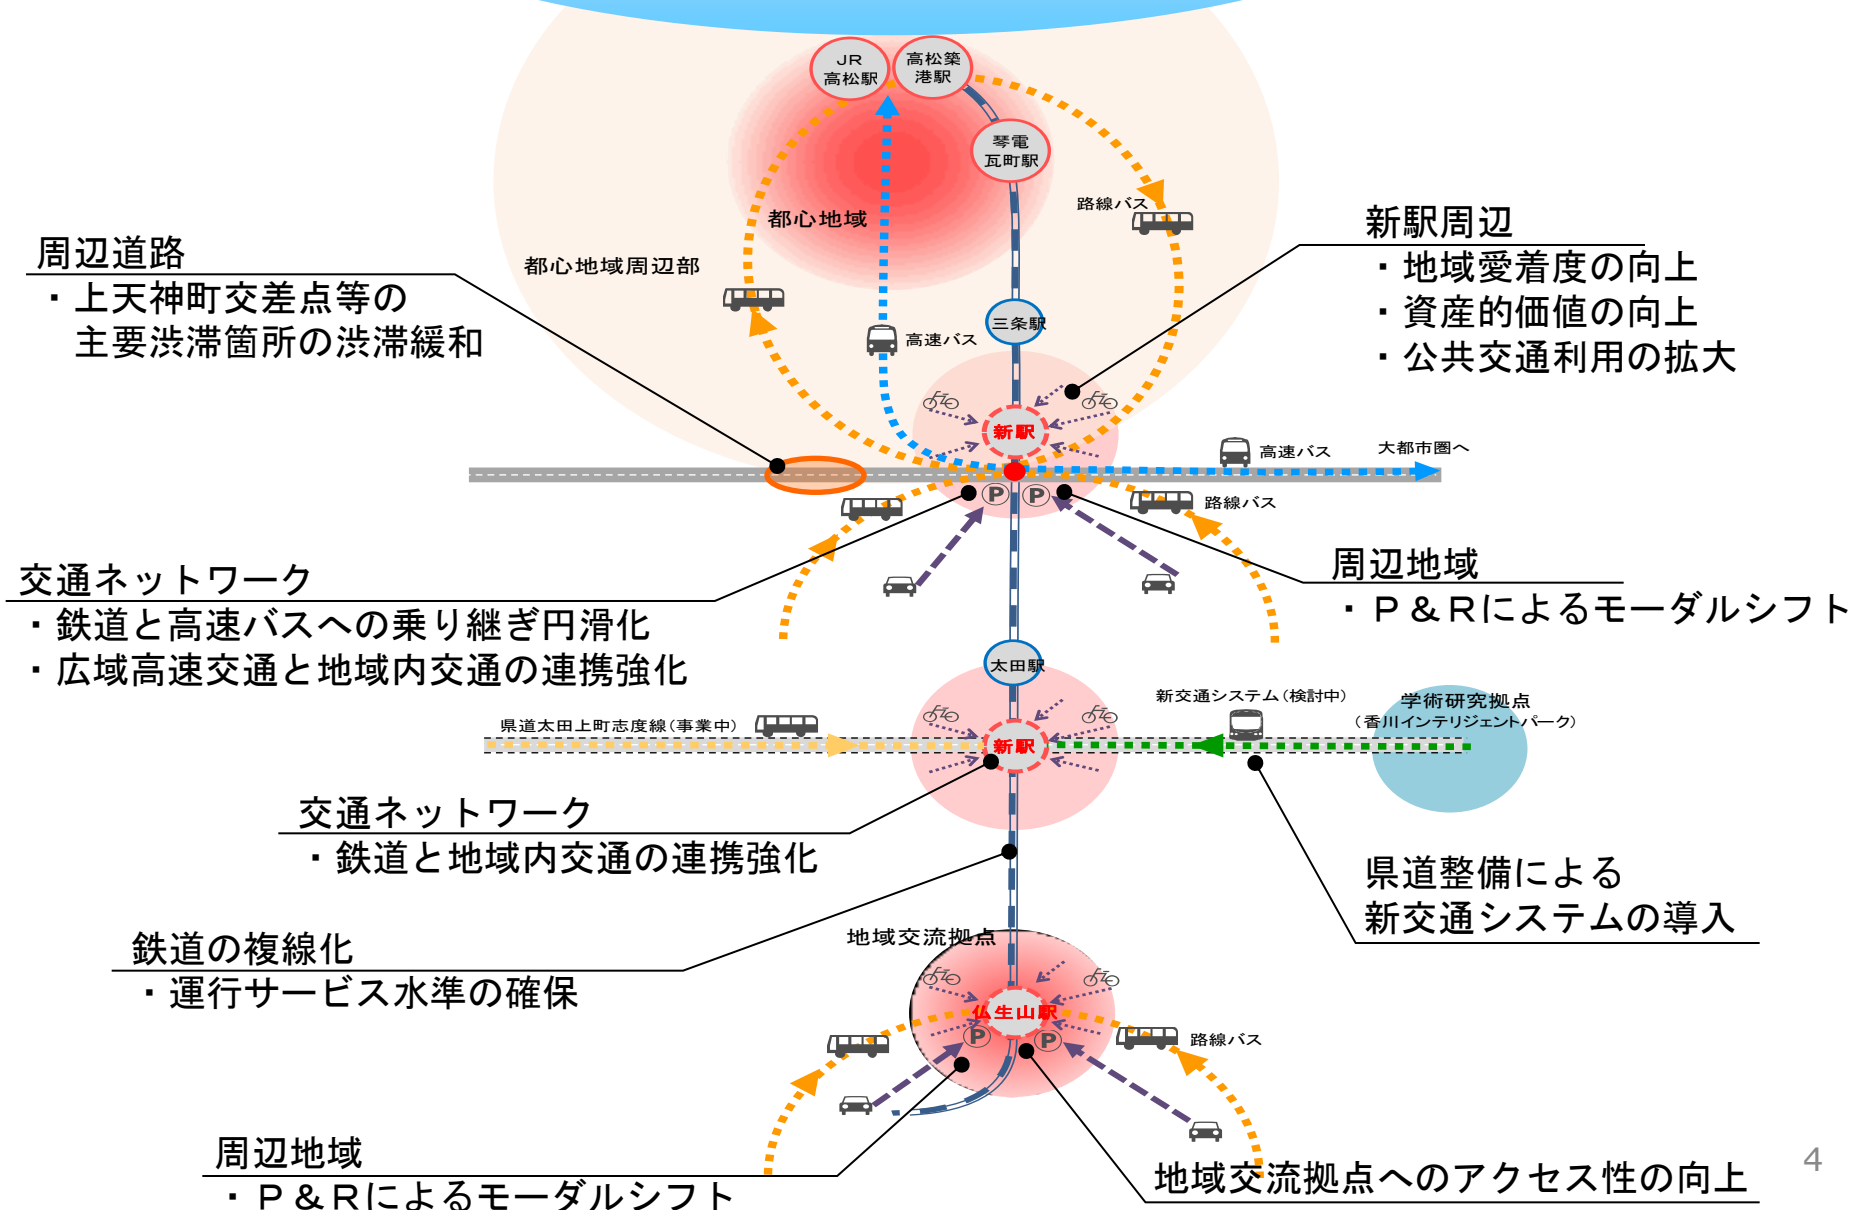 JR
高松駅
高松築
港駅
琴電
瓦町駅
路線バス
都心地域
都心地域周辺部
新駅周辺
・地域愛着度の向上
・資産的価値の向上
・公共交通利用の拡大
周辺道路
・上天神町交差点等の
主要渋滞箇所の渋滞緩和
高速バス
三条駅
新駅
高速バス
大都市圏へ
P
P
路線バス
交通ネットワーク
・鉄道と高速バスへの乗り継ぎ円滑化
・広域高速交通と地域内交通の連携強化
周辺地域
・P&Rによるモーダルシフト
太田駅
新交通システム(検討中)
学術研究拠点
(香川インテリジェントパーク)
県道太田上町志度線(事業中)
新駅
交通ネットワーク
・鉄道と地域内交通の連携強化
県道整備による
新交通システムの導入
鉄道の複線化
・運行サービス水準の確保
地域交流拠点
仏生山駅
P
P
路線バス
周辺地域
・P&Rによるモーダルシフト
地域交流拠点へのアクセス性の向上
4